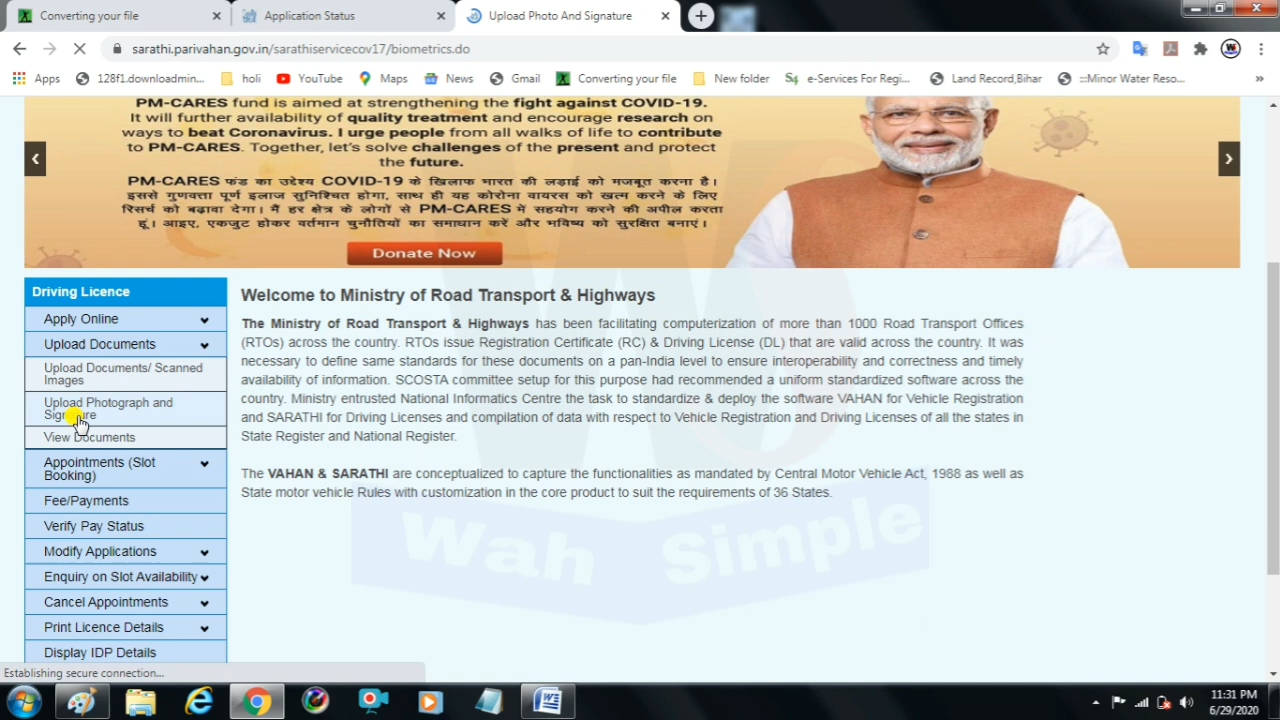 Converting your file
Application Status
Upload Photo And Signature
sarathi.parivahan.gov.in/sarathiservicecov17/biometrics.do
Apps
128f1.downloadmin...
holi
YouTube
Maps
News
Gmail
Converting your file
New folder
e-Services For Regi...
Land Record,Bihar
:::Minor Water Reso...
»
PM-CARES fund is aimed at strengthening the fight against COVID-19.
It will further availability of quality treatment and encourage research on
ways to beat Coronavirus. I urge people from all walks of life to contribute
to PM-CARES. Together, let's solve challenges of the present and protect
the future.
PM-CARES फंड का उद्देश्य COVID-19 के खिलाफ भारत की लड़ाई को मजबूत करना है।
इससे गुणवत्ता पूर्ण इलाज सुनिश्चित होगा, साथ ही यह कोरोना वायरस को खत्म करने के लिए
रिसर्च को बढ़ावा देगा। मैं हर क्षेत्र के लोगों से PM-CARES में सहयोग करने की अपील करता
हूं। आइए, एकजुट होकर वर्तमान चुनौतियों का समाधान करें और भविष्य को सुरक्षित बनाएं।
Donate Now
Driving Licence
Apply Online
Upload Documents
Upload Documents/ Scanned
Images
Upload Photograph and
Signature
View Documents
Appointments (Slot
Booking)
Fee/Payments
Verify Pay Status
Modify Applications
Enquiry on Slot Availability
Cancel Appointments
Print Licence Details
Display IDP Details
Welcome to Ministry of Road Transport & Highways
The Ministry of Road Transport & Highways has been facilitating computerization of more than 1000 Road Transport Offices
(RTOs) across the country. RTOs issue Registration Certificate (RC) & Driving License (DL) that are valid across the country. It was
necessary to define same standards for these documents on a pan-India level to ensure interoperability and correctness and timely
availability of information. SCOSTA committee setup for this purpose had recommended a uniform standardized software across the
country. Ministry entrusted National Informatics Centre the task to standardize & deploy the software VAHAN for Vehicle Registration
and SARATHI for Driving Licenses and compilation of data with respect to Vehicle Registration and Driving Licenses of all the states in
State Register and National Register.
The VAHAN & SARATHI are conceptualized to capture the functionalities as mandated by Central Motor Vehicle Act, 1988 as well as
State motor vehicle Rules with customization in the core product to suit the requirements of 36 States.
Wah Simple
Establishing secure connection...
11:31 PM
6/29/2020